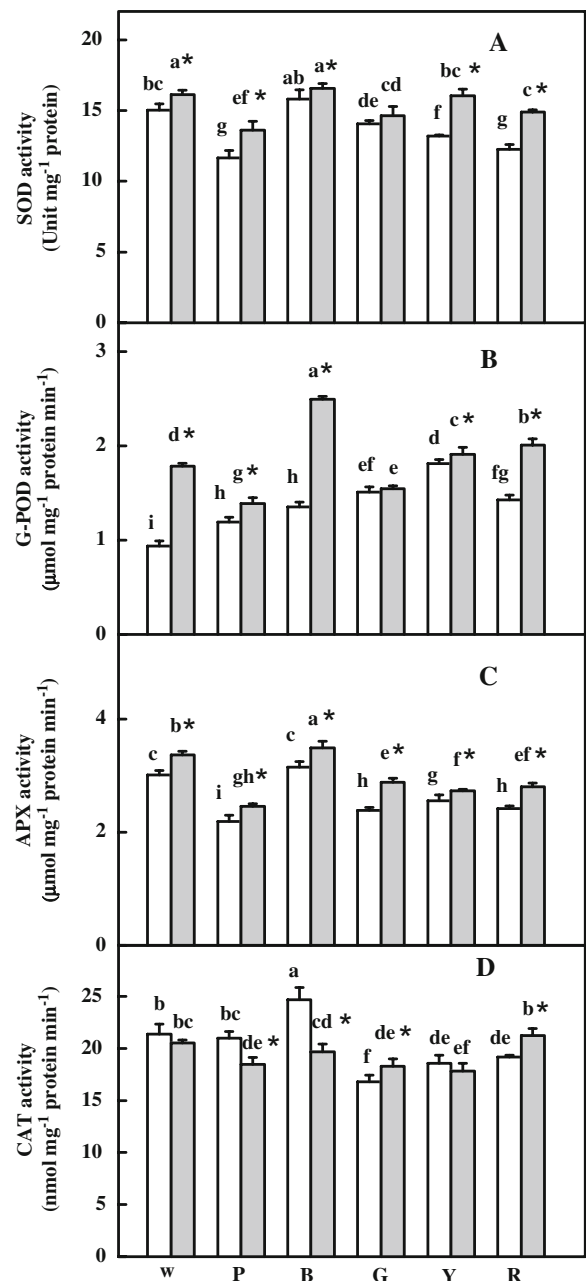 20
A
a*
bc
ab
a*
bc *
ef *
de
cd
c *
15
g
f
g
10
5
0
SOD activity
(Unit mg-1 protein)
3
B
a*
d*
c *
b*
2
g *
d
h
h
ef
e
fg
i
1
0
G-POD activity
(µmol mg-1 protein min-1)
C
4
b*
a *
c
c
e*
f*
ef *
gh*
i
h
g
h
2
0
APX activity
(µmol mg-1 protein min-1)
D
a
25
b
bc
bc
cd *
b *
de *
de *
de
ef
de
20
f
15
10
5
0
CAT activity
(nmol mg-1 protein min-1)
w P B G Y R